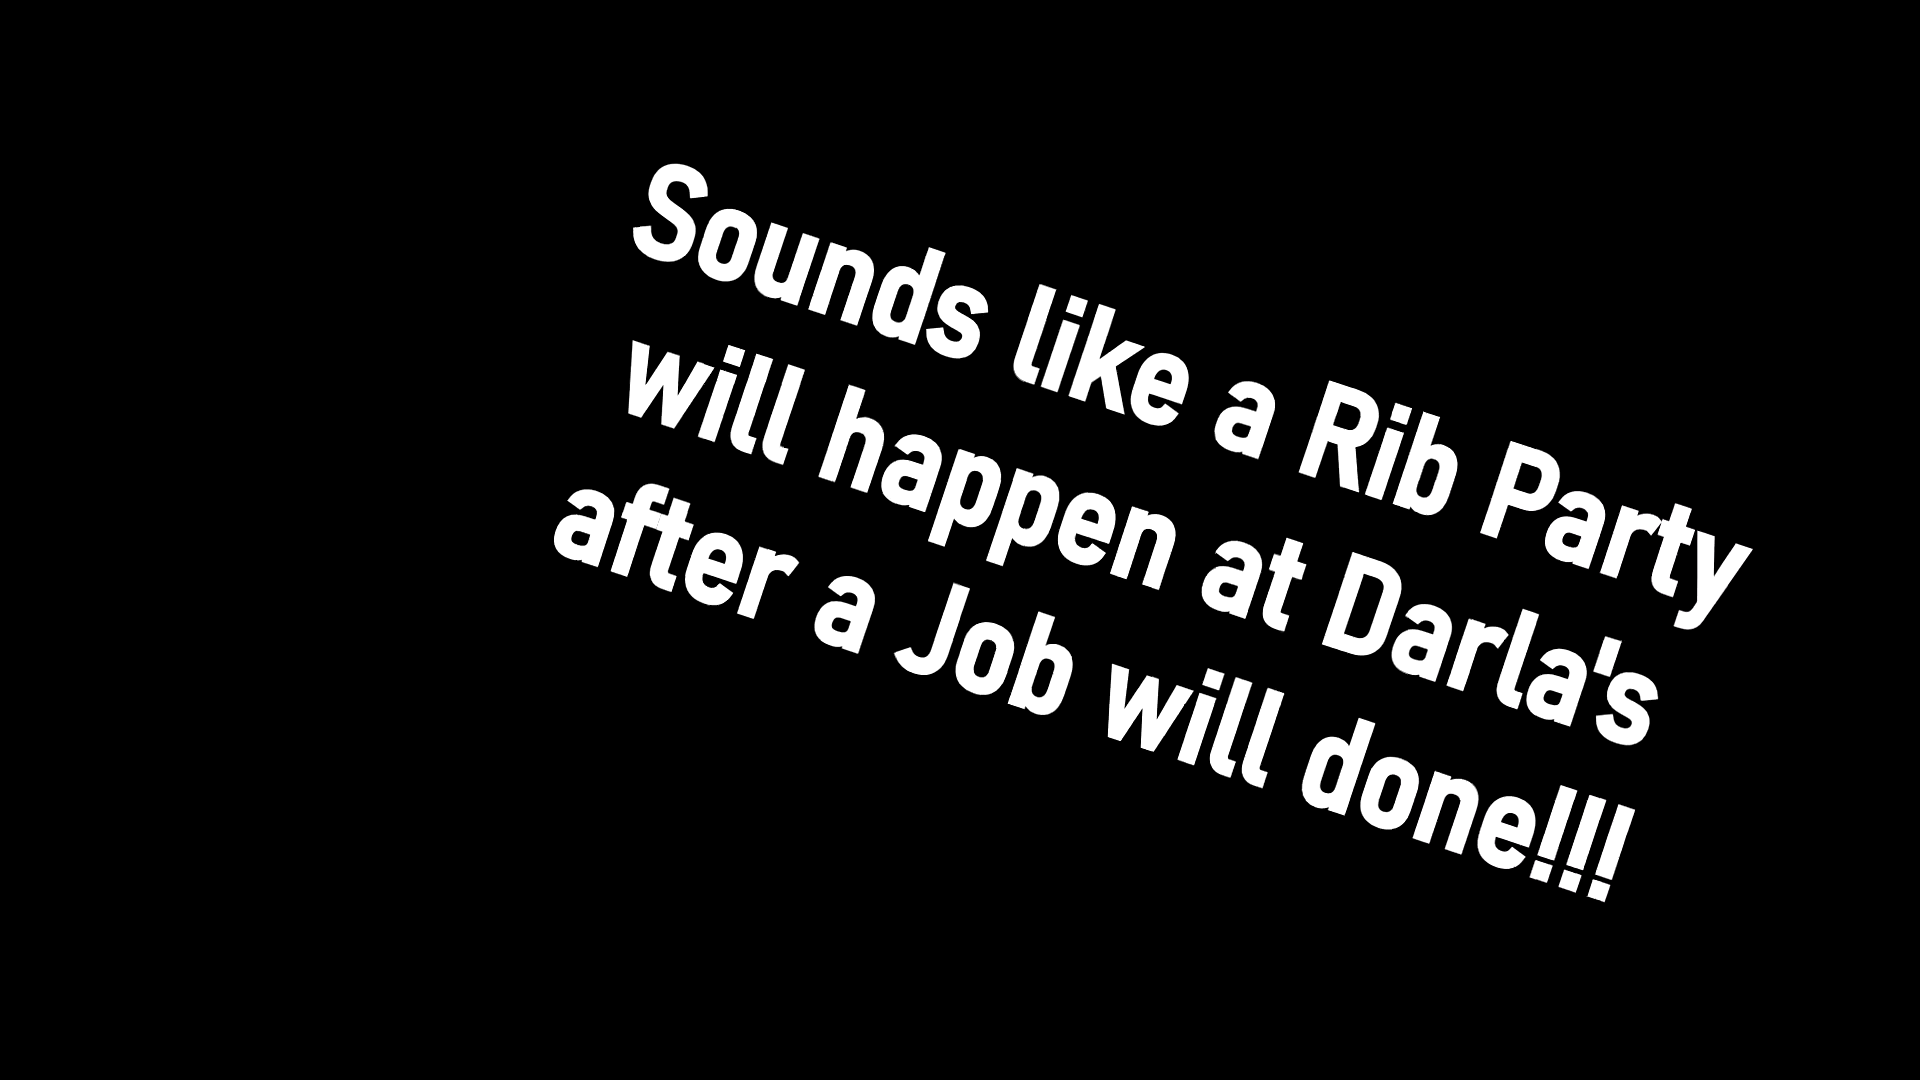 Sounds like a Rib Party
will happen at Darla's
after a Job will done!!!